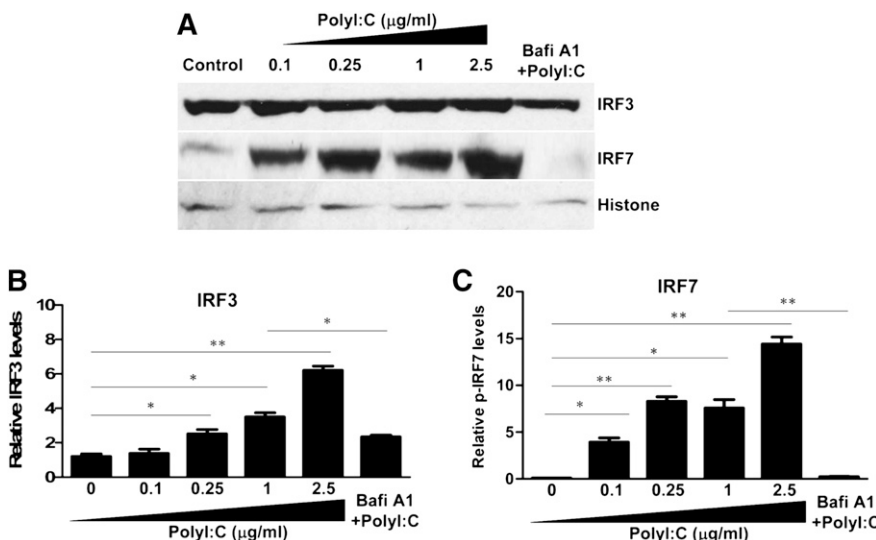 A
PolyI:C (μg/ml)
Control 0.1 0.25 1 2.5 Bafi A1
+PolyI:C
IRF3
IRF7
Histone
B
IRF3
Relative IRF3 levels
10
8
6
4
2
0
*
**
*
*
0 0.1 0.25 1 2.5 Bafi A1
+PolyI:C
PolyI:C (μg/ml)
C
IRF7
Relative p-IRF7 levels
20
15
10
5
0
**
**
*
**
*
0 0.1 0.25 1 2.5 Bafi A1
+PolyI:C
PolyI:C (μg/ml)